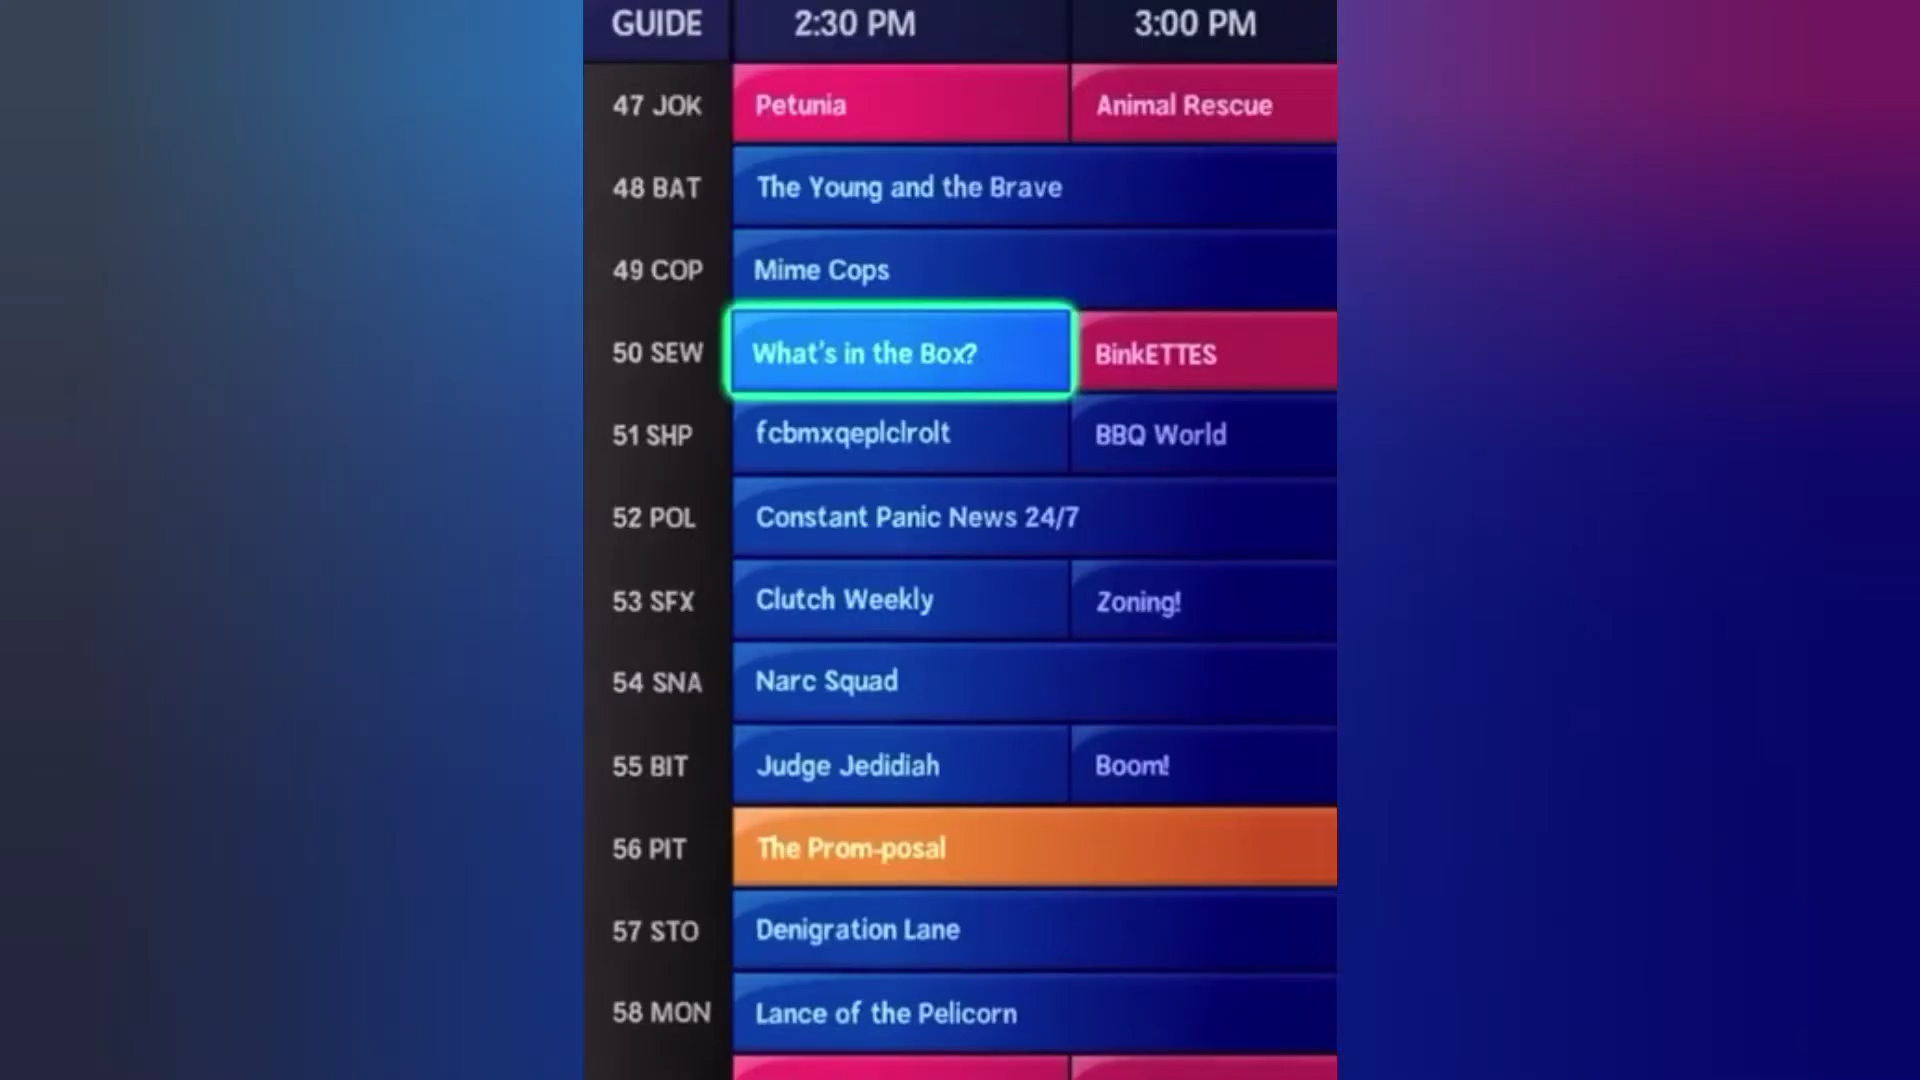 GUIDE 2:30 PM 3:00 PM
47 JOK Petunia Animal Rescue
48 BAT The Young and the Brave
49 COP Mime Cops
50 SEW What's in the Box? BinkETTES
51 SHP fcbmxqeplclrolt BBQ World
52 POL Constant Panic News 24/7
53 SFX Clutch Weekly Zoning!
54 SNA Narc Squad
55 BIT Judge Jedidiah Boom!
56 PIT The Prom-posal
57 STO Denigration Lane
58 MON Lance of the Pelicorn